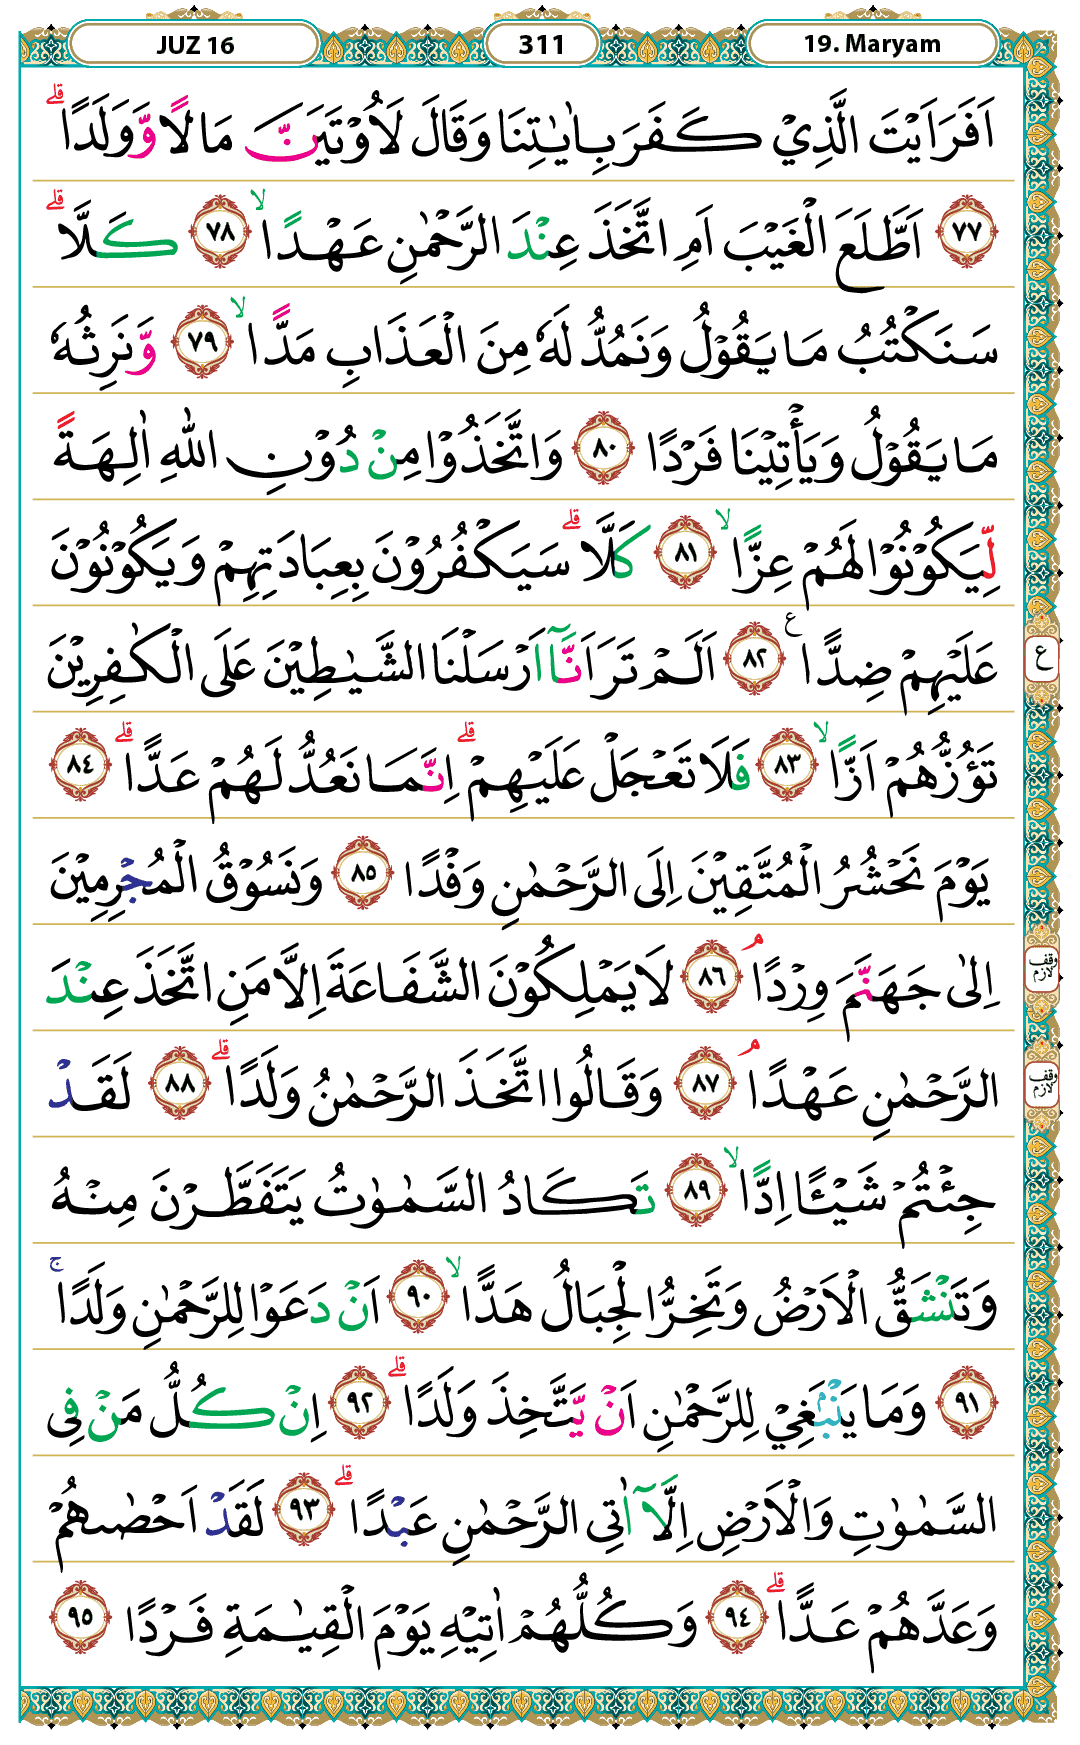 JUZ 16
311
19. Maryam
اَفَرَاَيْتَ الَّذِيْ كَفَرَ بِاٰيٰتِنَا وَقَالَ لَاُوْتَيَنَّ مَالًا وَّوَلَدًاۗ
٧٧ اَطَّلَعَ الْغَيْبَ اَمِ اتَّخَذَ عِنْدَ الرَّحْمٰنِ عَهْدًاۙ ٧٨ كَلَّاۗ
سَنَكْتُبُ مَا يَقُوْلُ وَنَمُدُّ لَهٗ مِنَ الْعَذَابِ مَدًّاۙ ٧٩ وَّنَرِثُهٗ
مَا يَقُوْلُ وَيَأْتِيْنَا فَرْدًا ٨٠ وَاتَّخَذُوْا مِنْ دُوْنِ اللّٰهِ اٰلِهَةً
لِّيَكُوْنُوْا لَهُمْ عِزًّاۙ ٨١ كَلَّاۗ سَيَكْفُرُوْنَ بِعِبَادَتِهِمْ وَيَكُوْنُوْنَ
عَلَيْهِمْ ضِدًّا ࣖ ٨٢ اَلَمْ تَرَ اَنَّآ اَرْسَلْنَا الشَّيٰطِيْنَ عَلَى الْكٰفِرِيْنَ
ع
تَؤُزُّهُمْ اَزًّاۙ ٨٣ فَلَا تَعْجَلْ عَلَيْهِمْۗ اِنَّمَا نَعُدُّ لَهُمْ عَدًّاۗ ٨٤
يَوْمَ نَحْشُرُ الْمُتَّقِيْنَ اِلَى الرَّحْمٰنِ وَفْدًا ٨٥ وَنَسُوْقُ الْمُجْرِمِيْنَ
اِلٰى جَهَنَّمَ وِرْدًاۘ ٨٦ لَا يَمْلِكُوْنَ الشَّفَاعَةَ اِلَّا مَنِ اتَّخَذَ عِنْدَ
وقف لازم
الرَّحْمٰنِ عَهْدًاۘ ٨٧ وَقَالُوا اتَّخَذَ الرَّحْمٰنُ وَلَدًاۗ ٨٨ لَقَدْ
وقف لازم
جِئْتُمْ شَيْـًٔا اِدًّاۙ ٨٩ تَكَادُ السَّمٰوٰتُ يَتَفَطَّرْنَ مِنْهُ
وَتَنْشَقُّ الْاَرْضُ وَتَخِرُّ الْجِبَالُ هَدًّاۙ ٩٠ اَنْ دَعَوْا لِلرَّحْمٰنِ وَلَدًاۚ
٩١ وَمَا يَنْۢبَغِيْ لِلرَّحْمٰنِ اَنْ يَّتَّخِذَ وَلَدًاۗ ٩٢ اِنْ كُلُّ مَنْ فِى
السَّمٰوٰتِ وَالْاَرْضِ اِلَّآ اٰتِى الرَّحْمٰنِ عَبْدًاۗ ٩٣ لَقَدْ اَحْصٰىهُمْ
وَعَدَّهُمْ عَدًّاۗ ٩٤ وَكُلُّهُمْ اٰتِيْهِ يَوْمَ الْقِيٰمَةِ فَرْدًا ٩٥